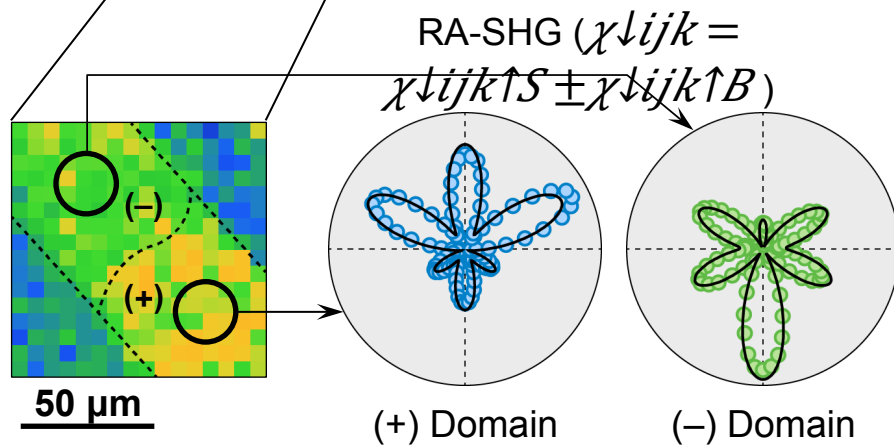 RA-SHG (χ↓ijk =
χ↓ijk↑S ±χ↓ijk↑B )
(–)
(+)
50 μm
(+) Domain
(–) Domain